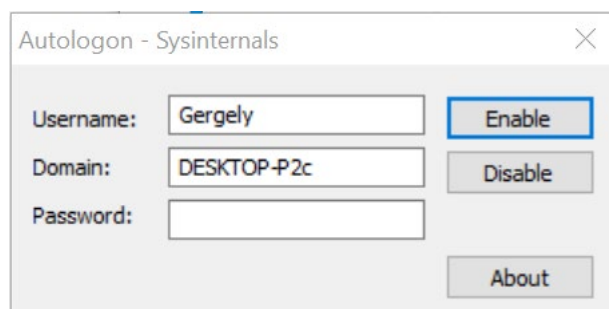 Autologon - Sysinternals
Username: Gergely Enable
Domain: DESKTOP-P2c Disable
Password:
About